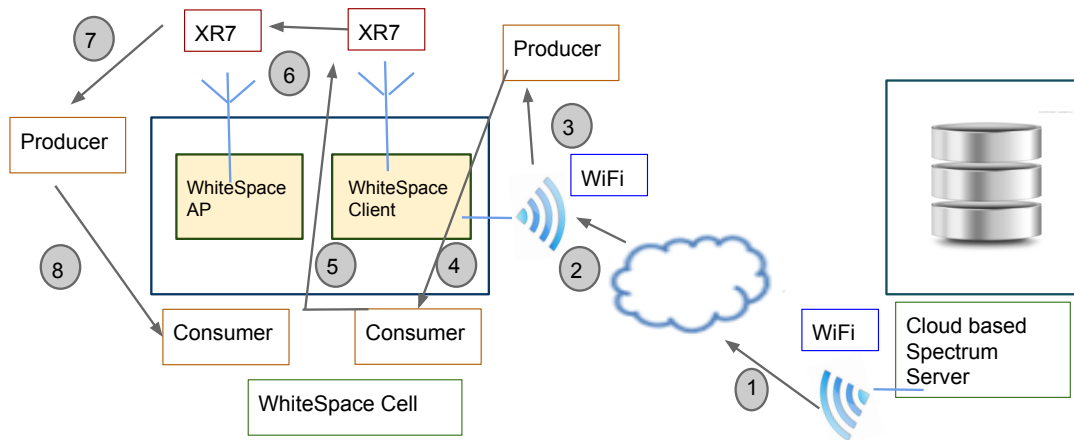 7
XR7
XR7
6
Producer
3
Producer
WiFi
WhiteSpace
AP
WhiteSpace
Client
8
5
4
2
Consumer
Consumer
WiFi
Cloud based
Spectrum
Server
1
WhiteSpace Cell